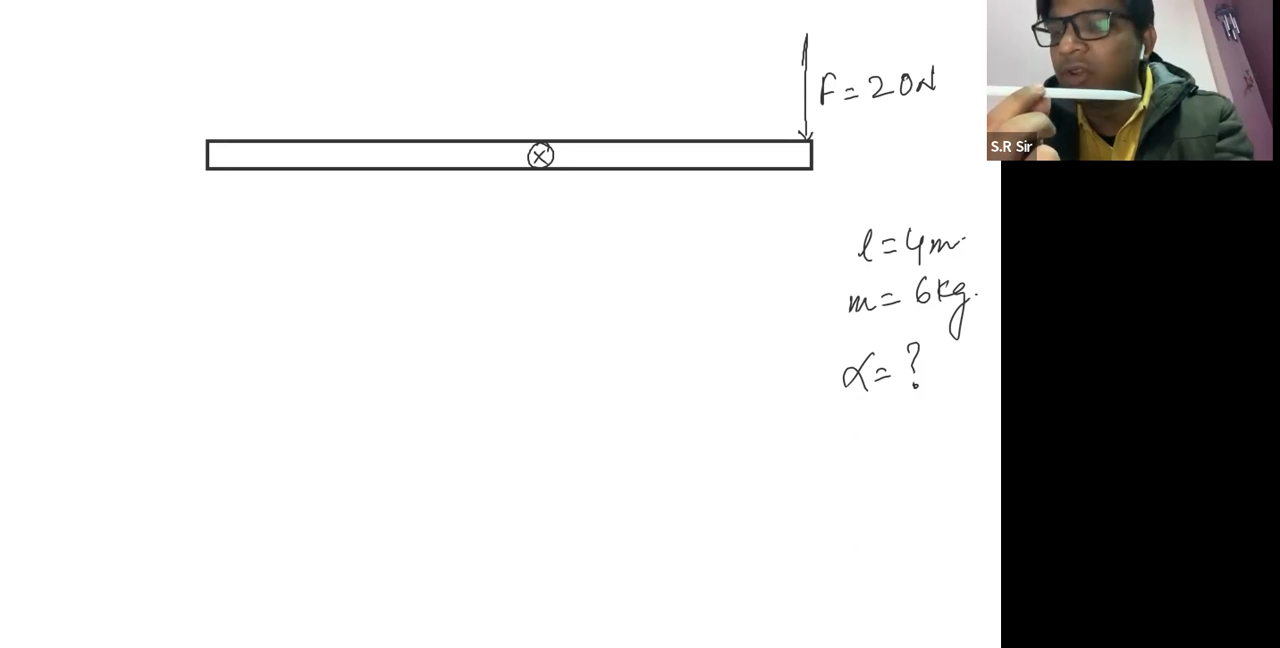 F = 20N
S.R Sir
l = 4m.
m = 6kg.
α = ?